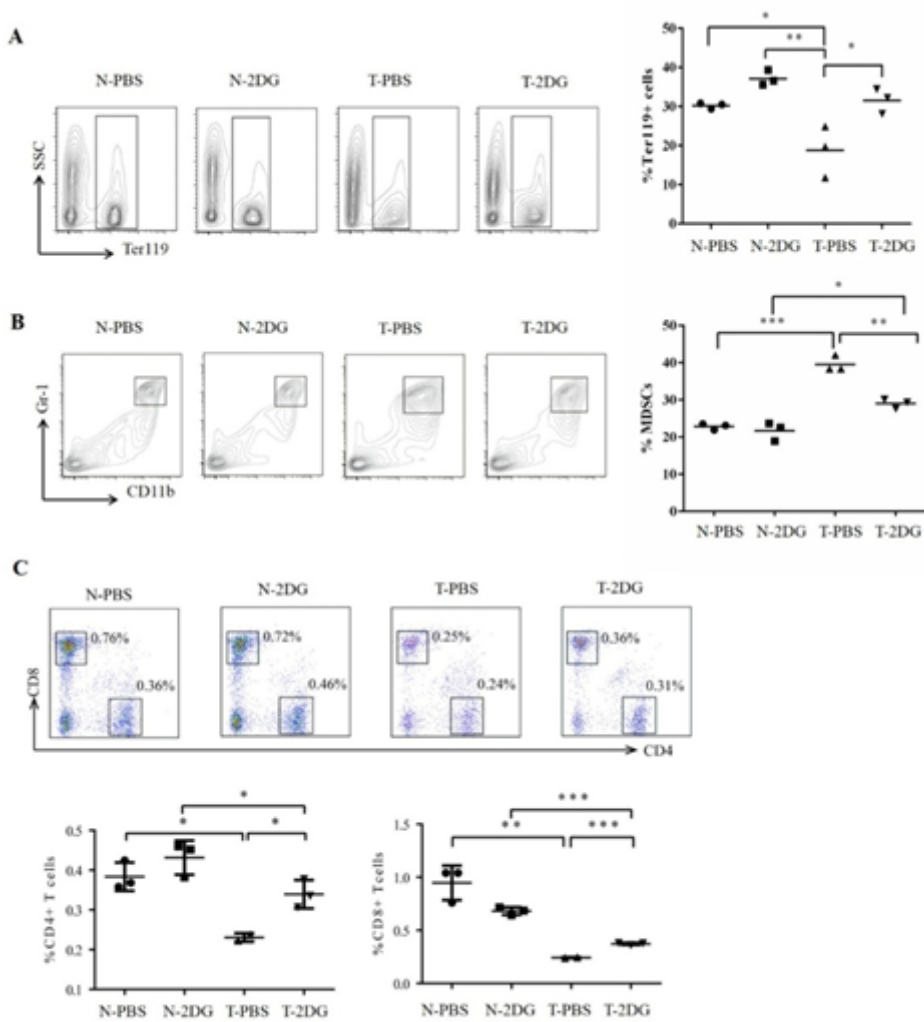 A
N-PBS N-2DG T-PBS T-2DG
SSC
Ter119
* ** *
%Ter119+ cells
50
40
30
20
10
0
N-PBS N-2DG T-PBS T-2DG
B
N-PBS N-2DG T-PBS T-2DG
Gr-1
CD11b
* *** **
% MDSCs
50
40
30
20
10
0
N-PBS N-2DG T-PBS T-2DG
C
N-PBS N-2DG T-PBS T-2DG
0.76% 0.72% 0.25% 0.36%
0.36% 0.46% 0.24% 0.31%
CD8
CD4
* * *
%CD4+ T cells
0.5
0.4
0.3
0.2
0.1
N-PBS N-2DG T-PBS T-2DG
*** ** ***
%CD8+ Tcells
1.5
1.0
0.5
0.0
N-PBS N-2DG T-PBS T-2DG